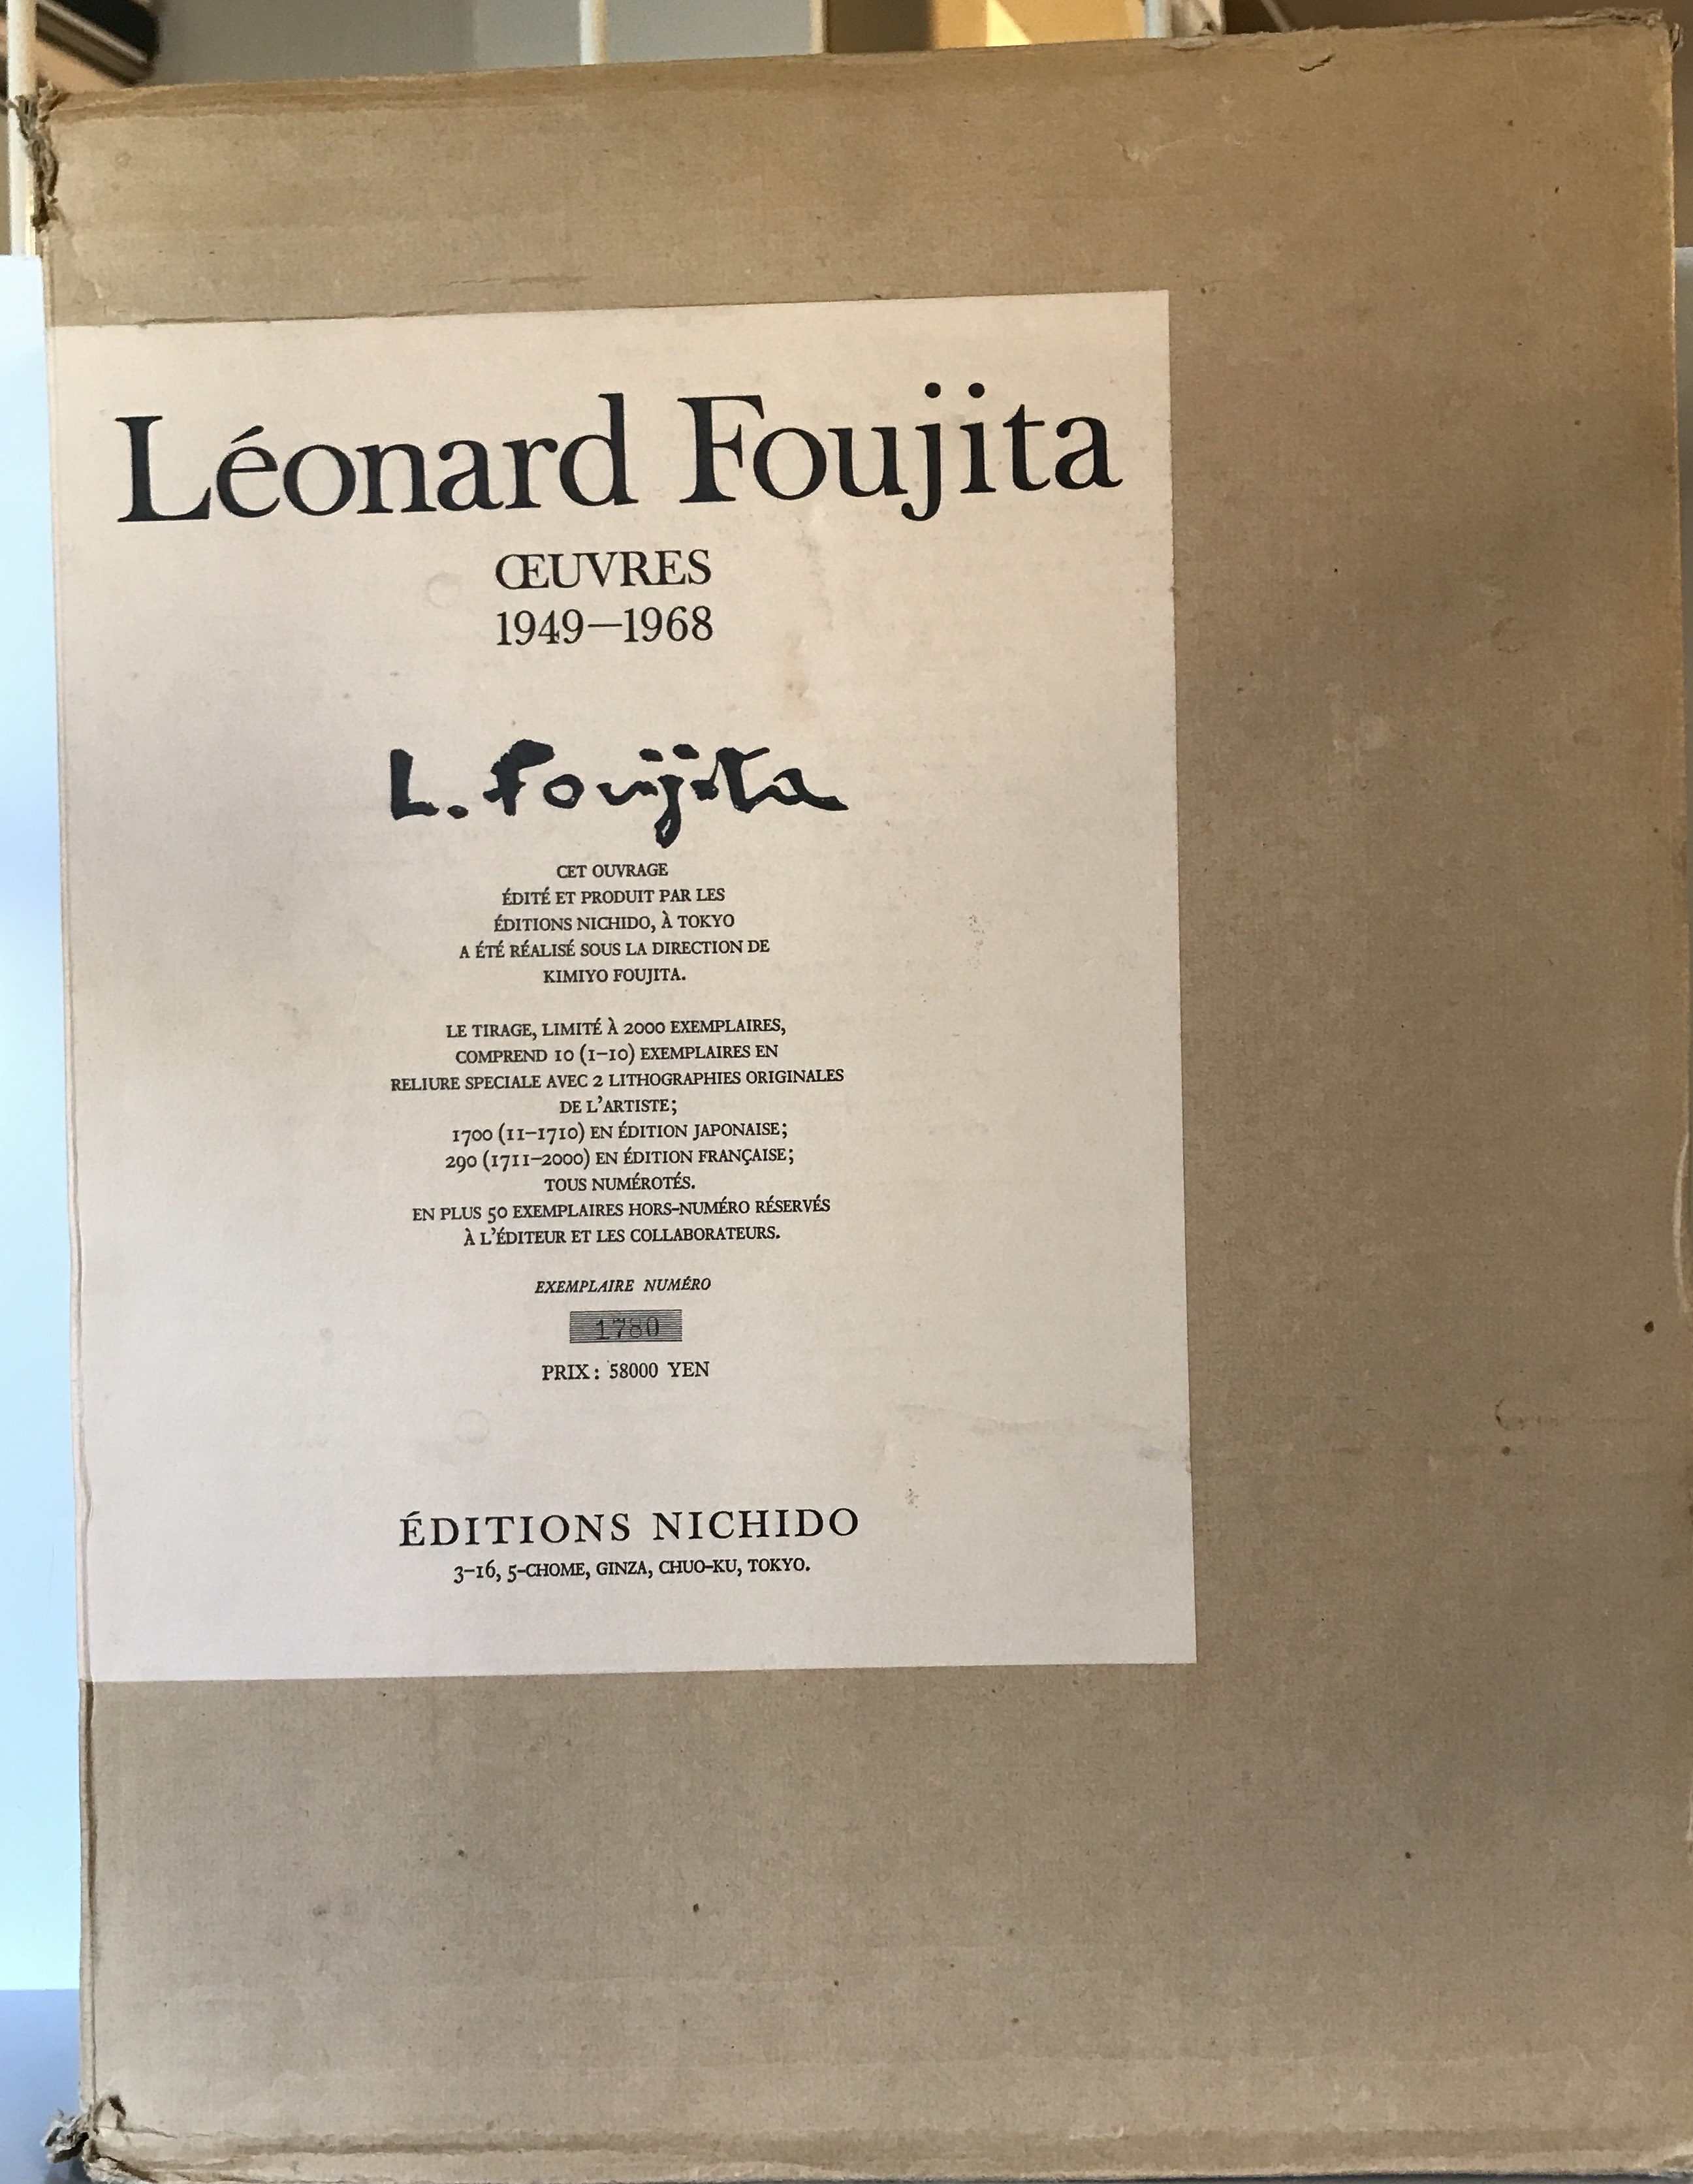 Léonard Foujita
ŒUVRES
1949—1968
L. Foujita
CET OUVRAGE
ÉDITÉ ET PRODUIT PAR LES
ÉDITIONS NICHIDO, À TOKYO
A ÉTÉ RÉALISÉ SOUS LA DIRECTION DE
KIMIYO FOUJITA.
LE TIRAGE, LIMITÉ À 2000 EXEMPLAIRES,
COMPREND 10 (1–10) EXEMPLAIRES EN
RELIURE SPECIALE AVEC 2 LITHOGRAPHIES ORIGINALES
DE L'ARTISTE;
1700 (11–1710) EN ÉDITION JAPONAISE;
290 (1711–2000) EN ÉDITION FRANÇAISE;
TOUS NUMÉROTÉS.
EN PLUS 50 EXEMPLAIRES HORS-NUMÉRO RÉSERVÉS
À L'ÉDITEUR ET LES COLLABORATEURS.
EXEMPLAIRE NUMÉRO
1780
PRIX: 58000 YEN
ÉDITIONS NICHIDO
3–16, 5-CHOME, GINZA, CHUO-KU, TOKYO.